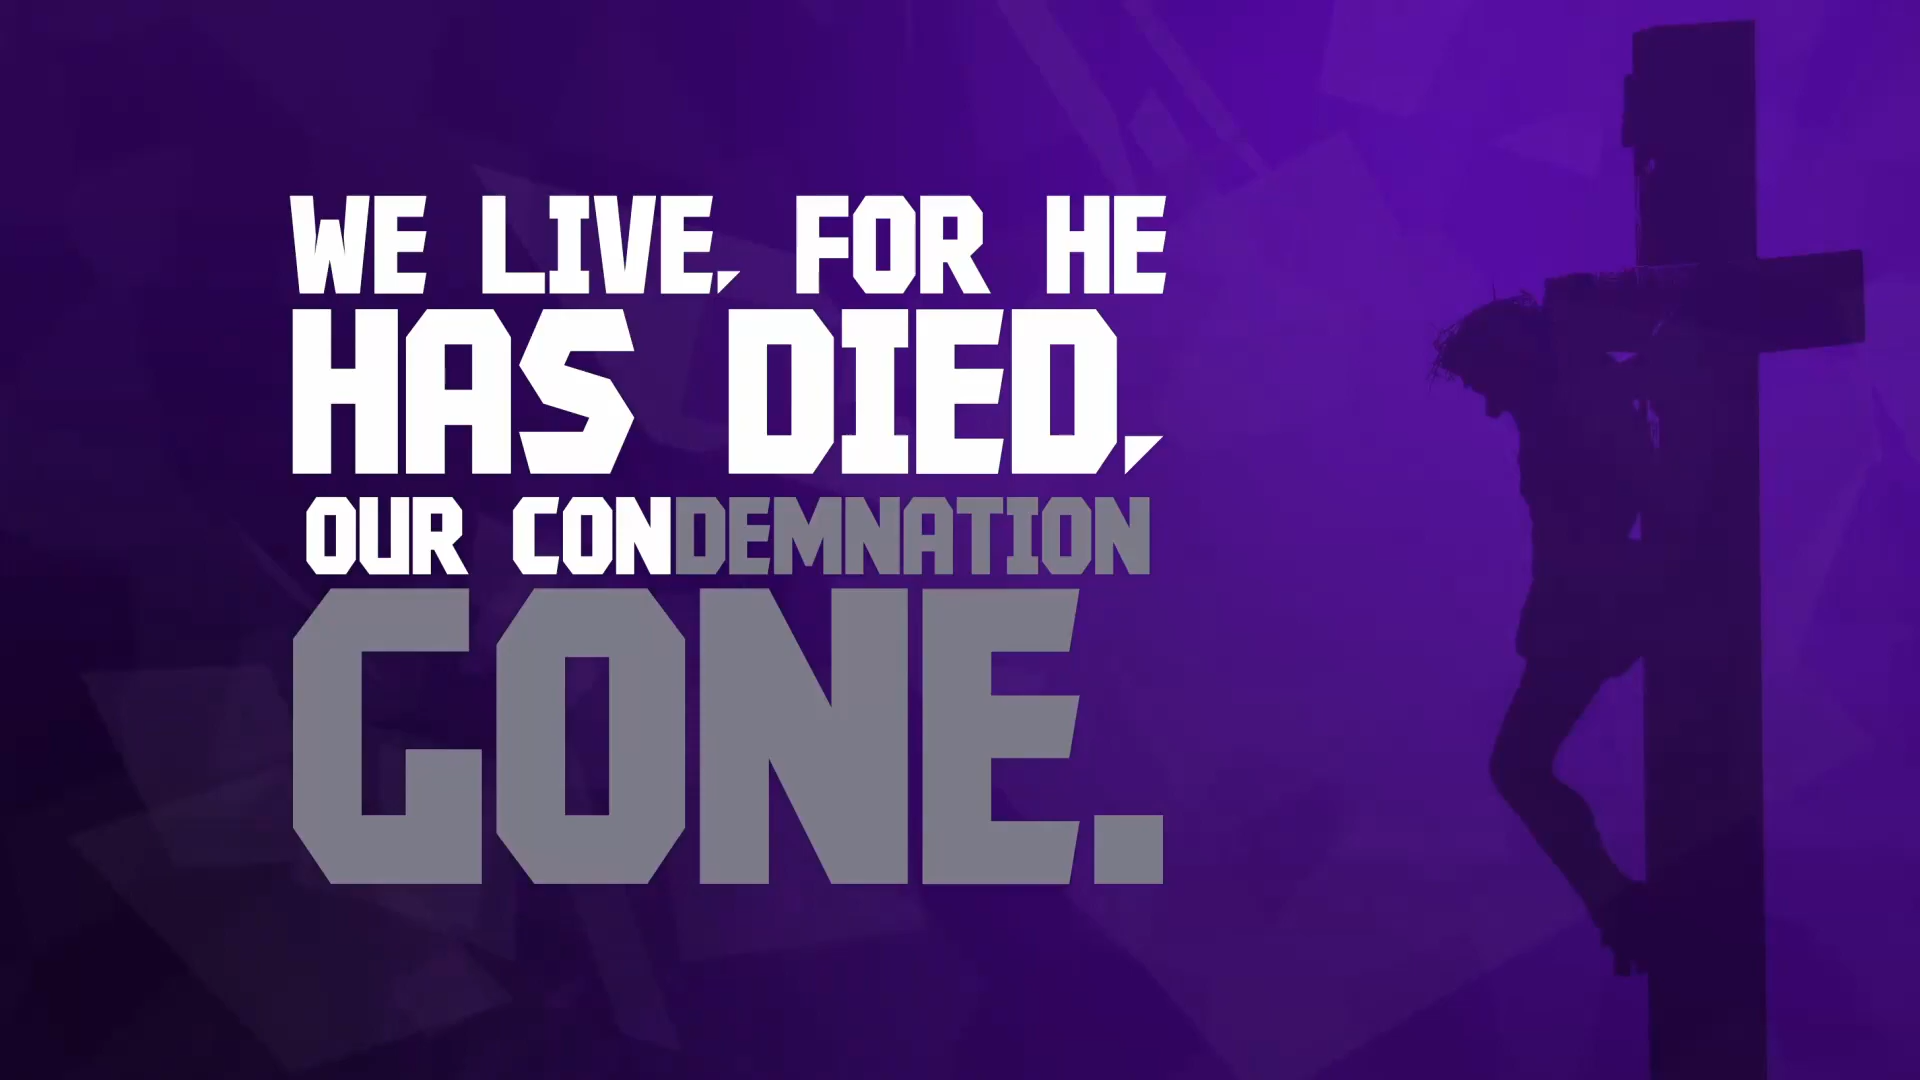 WE LIVE, FOR HE
HAS DIED,
OUR CONDEMNATION
GONE.